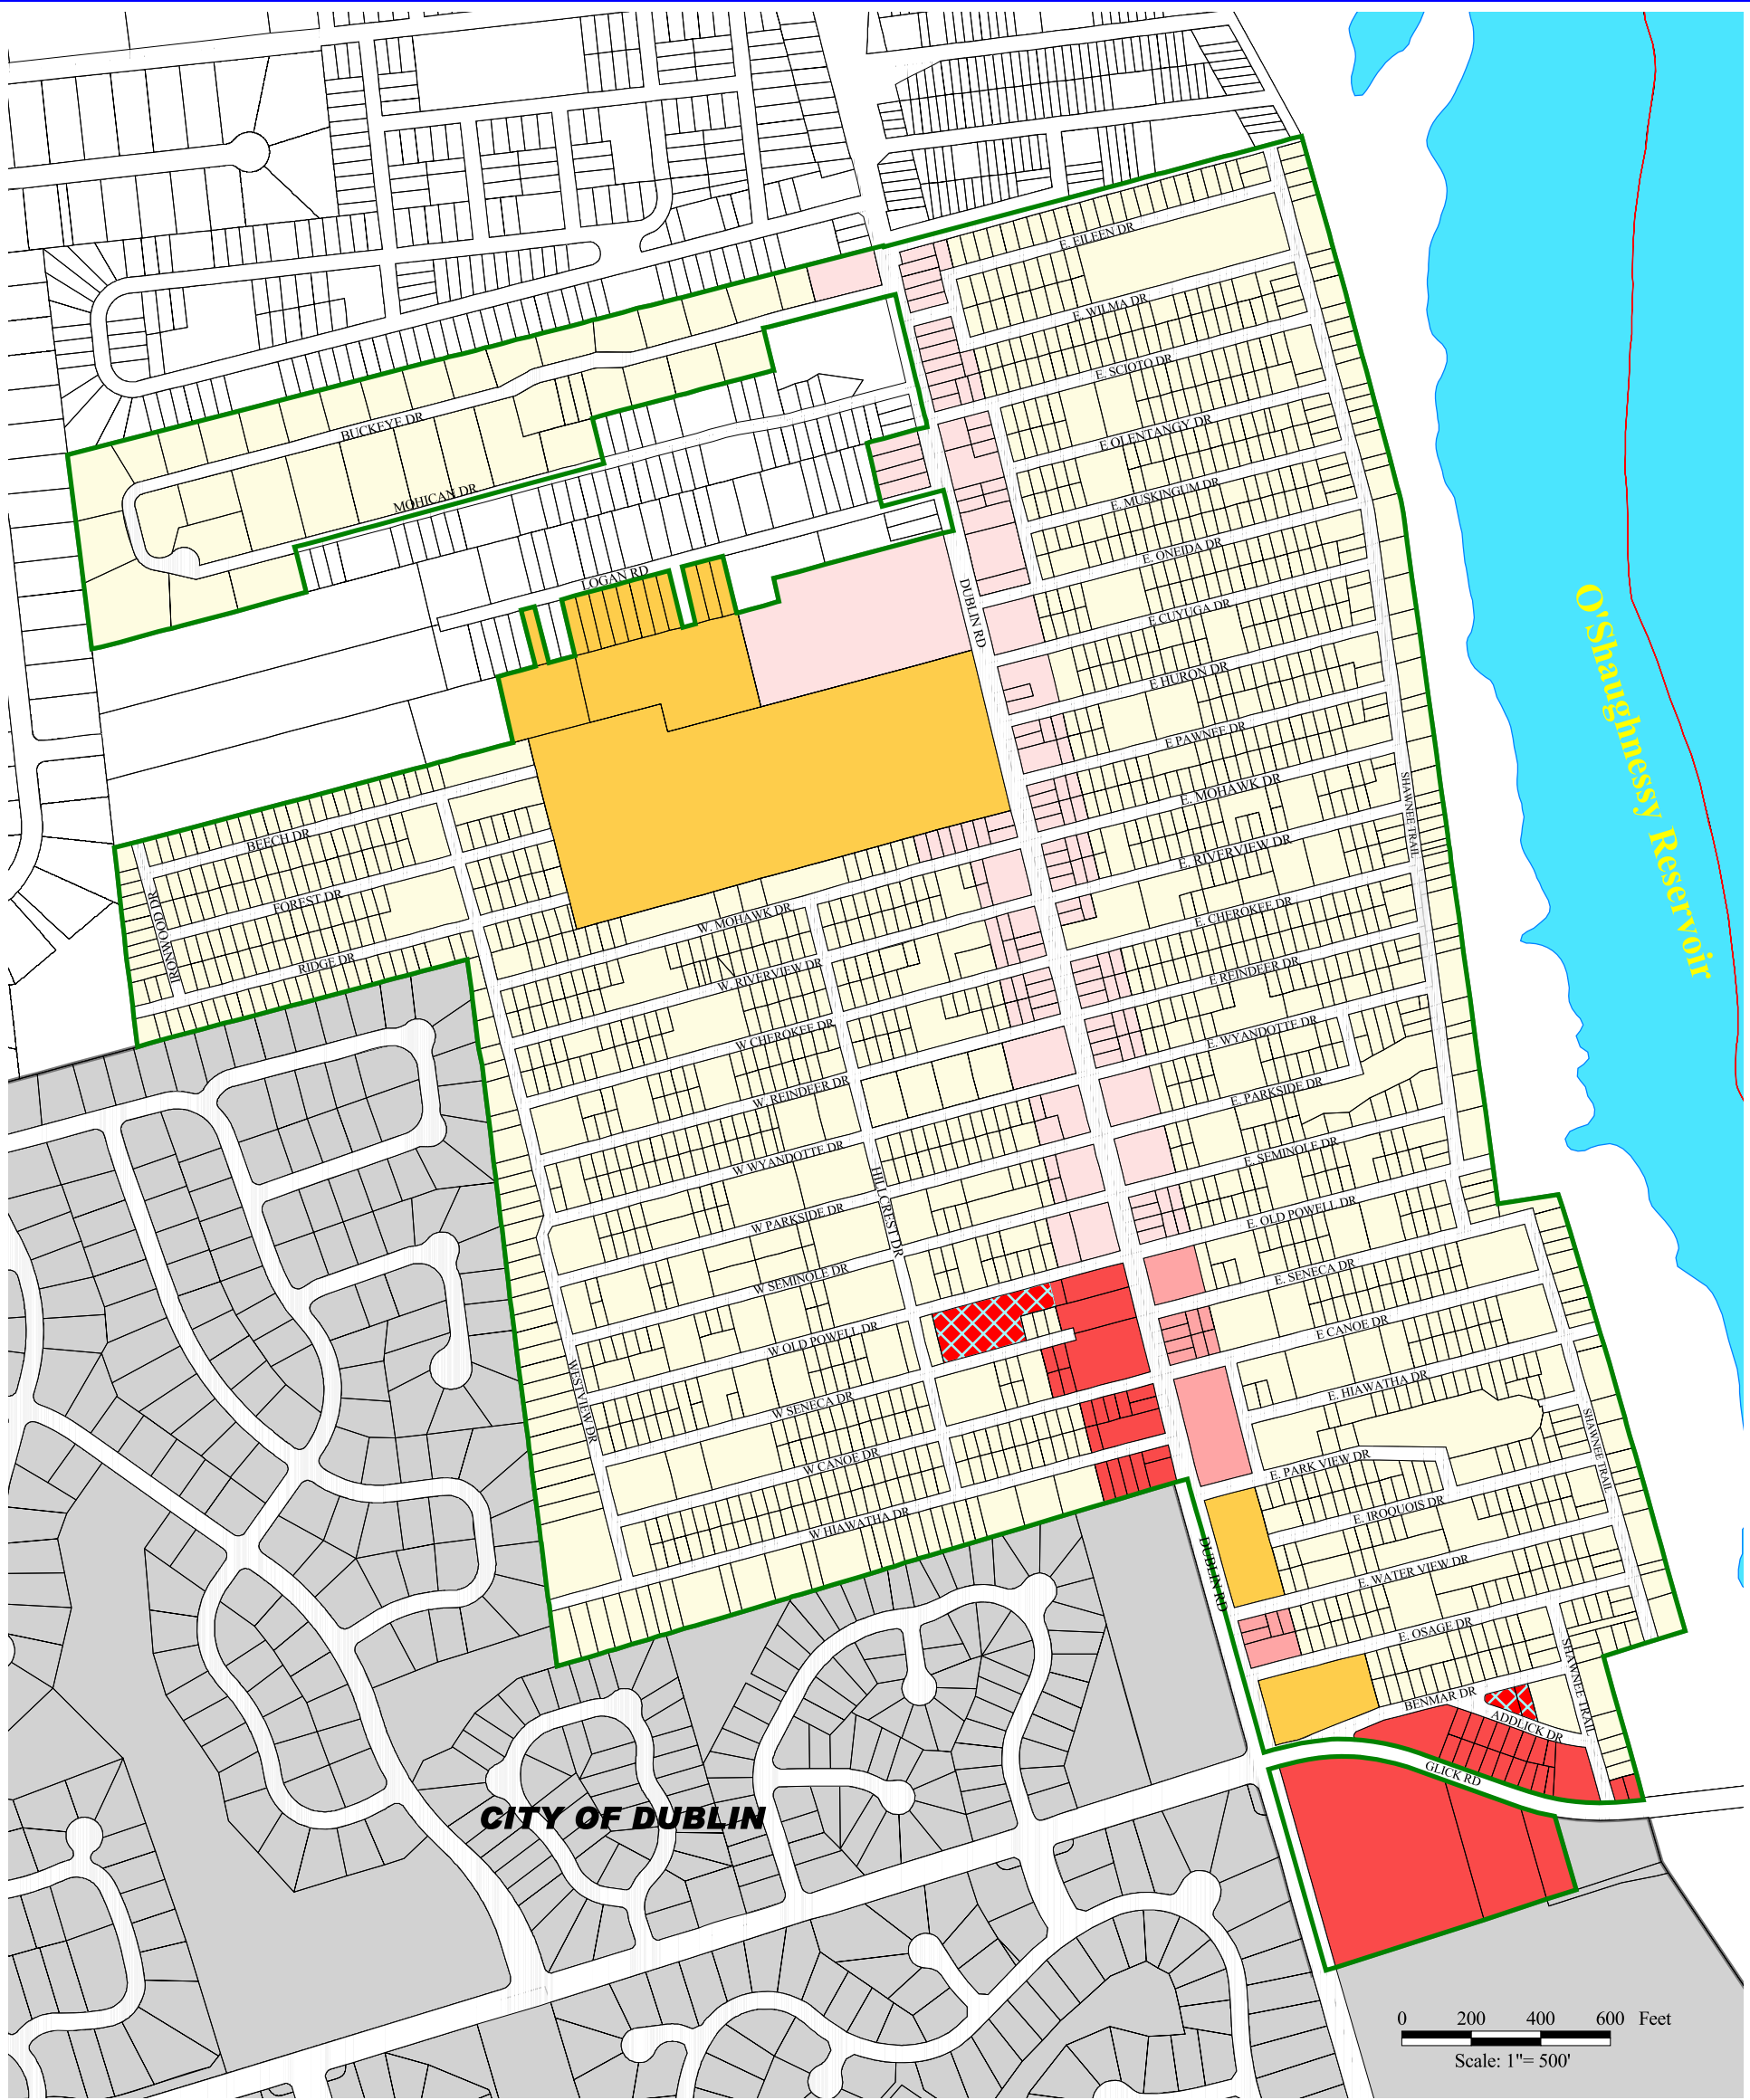 E. EILEEN DR
E. WILMA DR
E. SCIOTO DR
BUCKEYE DR
E OLENTANGY DR
MOHICAN DR
E. MUSKINGUM DR
E. ONEIDA DR
LOGAN RD
DUBLIN RD
E CUYUGA DR
O'Shaughnessy Reservoir
E HURON DR
E PAWNEE DR
E. MOHAWK DR
SHAWNEE TRAIL
BEECH DR
E. RIVERVIEW DR
FOREST DR
IRONWOOD DR
W. MOHAWK DR
E. CHEROKEE DR
RIDGE DR
W. RIVERVIEW DR
E REINDEER DR
W CHEROKEE DR
E. WYANDOTTE DR
W. REINDEER DR
E. PARKSIDE DR
W WYANDOTTE DR
E. SEMINOLE DR
HILLCREST DR
W PARKSIDE DR
E. OLD POWELL DR
W SEMINOLE DR
E. SENECA DR
W OLD POWELL DR
E CANOE DR
WESTVIEW DR
W SENECA DR
E. HIAWATHA DR
SHAWNEE TRAIL
W CANOE DR
E. PARK VIEW DR
W HIAWATHA DR
E. IROQUOIS DR
DUBLIN RD
E. WATER VIEW DR
E. OSAGE DR
SHAWNEE TRAIL
BENMAR DR
ADDLICK DR
GLICK RD
CITY OF DUBLIN
0 200 400 600 Feet
Scale: 1"= 500'